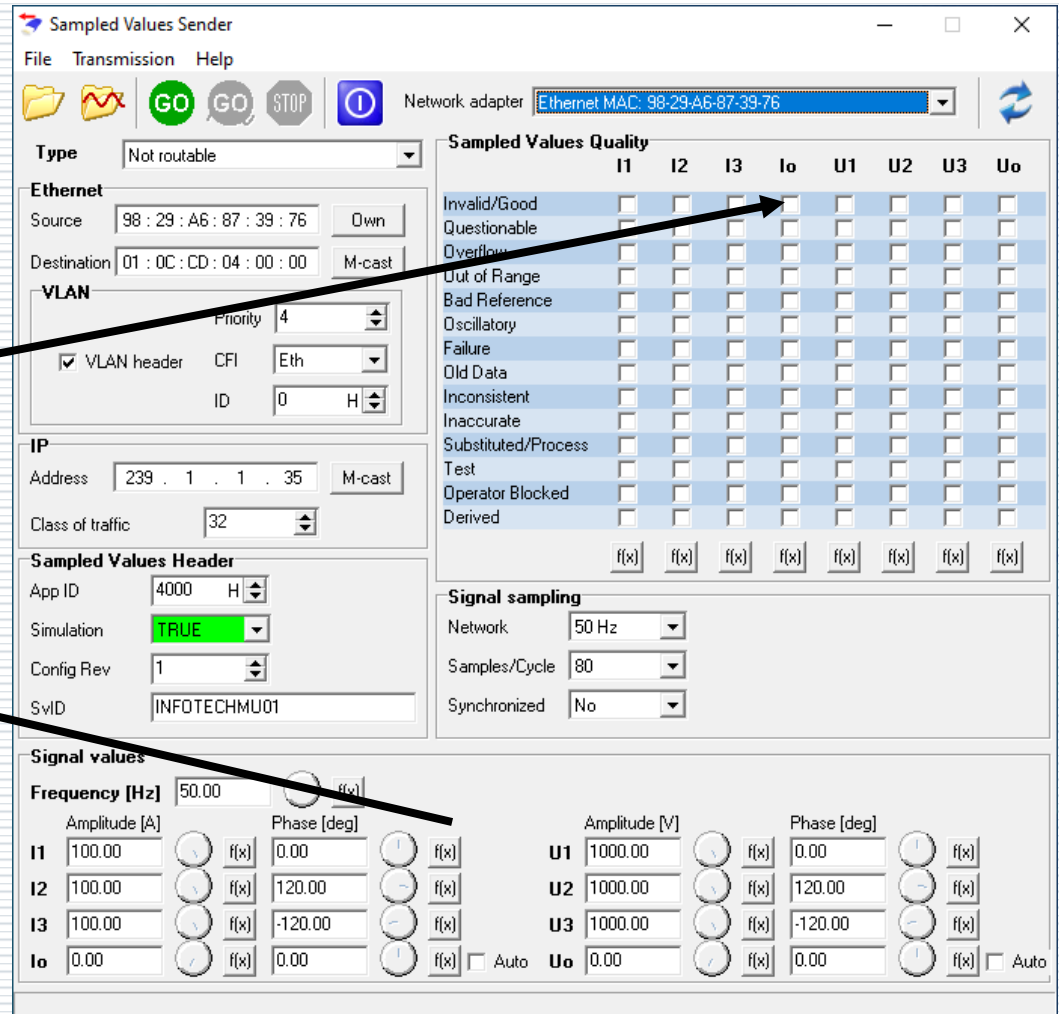 Sampled Values Sender
File Transmission Help
GO GO STOP Network adapter Ethernet MAC: 98-29-A6-87-39-76
Type Not routable
Ethernet
Source 98 : 29 : A6 : 87 : 39 : 76 Own
Destination 01 : 0C : CD : 04 : 00 : 00 M-cast
VLAN
Priority 4
VLAN header CFI Eth
ID 0 H
IP
Address 239 . 1 . 1 . 35 M-cast
Class of traffic 32
Sampled Values Header
App ID 4000 H
Simulation TRUE
Config Rev 1
SvID INFOTECHMU01
Sampled Values Quality
I1 I2 I3 Io U1 U2 U3 Uo
Invalid/Good
Questionable
Overflow
Out of Range
Bad Reference
Oscillatory
Failure
Old Data
Inconsistent
Inaccurate
Substituted/Process
Test
Operator Blocked
Derived
f(x) f(x) f(x) f(x) f(x) f(x) f(x) f(x)
Signal sampling
Network 50 Hz
Samples/Cycle 80
Synchronized No
Signal values
Frequency [Hz] 50.00 f(x)
Amplitude [A] Phase [deg] Amplitude [V] Phase [deg]
I1 100.00 f(x) 0.00 f(x) U1 1000.00 f(x) 0.00 f(x)
I2 100.00 f(x) 120.00 f(x) U2 1000.00 f(x) 120.00 f(x)
I3 100.00 f(x) -120.00 f(x) U3 1000.00 f(x) -120.00 f(x)
Io 0.00 f(x) 0.00 f(x) Auto Uo 0.00 f(x) 0.00 f(x) Auto